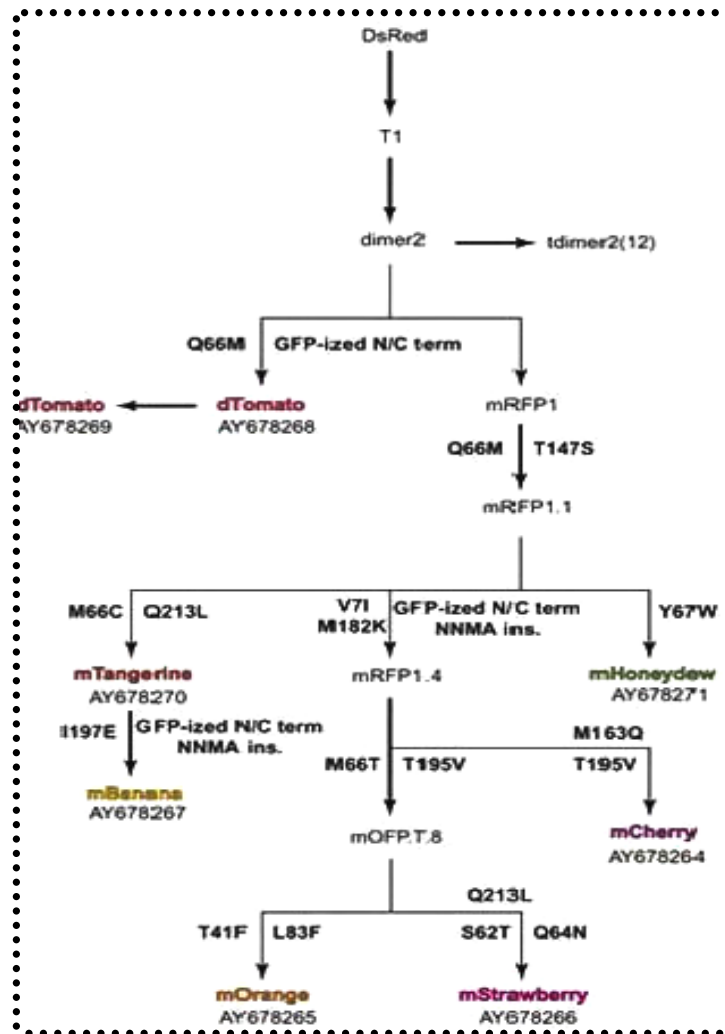 DsRed
T1
dimer2 tdimer2(12)
Q66M GFP-ized N/C term
dTomato dTomato mRFP1
AY678269 AY678268
Q66M T147S
mRFP1.1
M66C Q213L V7I GFP-ized N/C term Y67W
M182K NNMA ins.
mTangerine mRFP1.4 mHoneydew
AY678270 AY678271
I197E GFP-ized N/C term
NNMA ins.
M163Q
M66T T195V T195V
mBanana
AY678267
mOFP.T.8 mCherry
AY678264
Q213L
T41F L83F S62T Q64N
mOrange mStrawberry
AY678265 AY678266